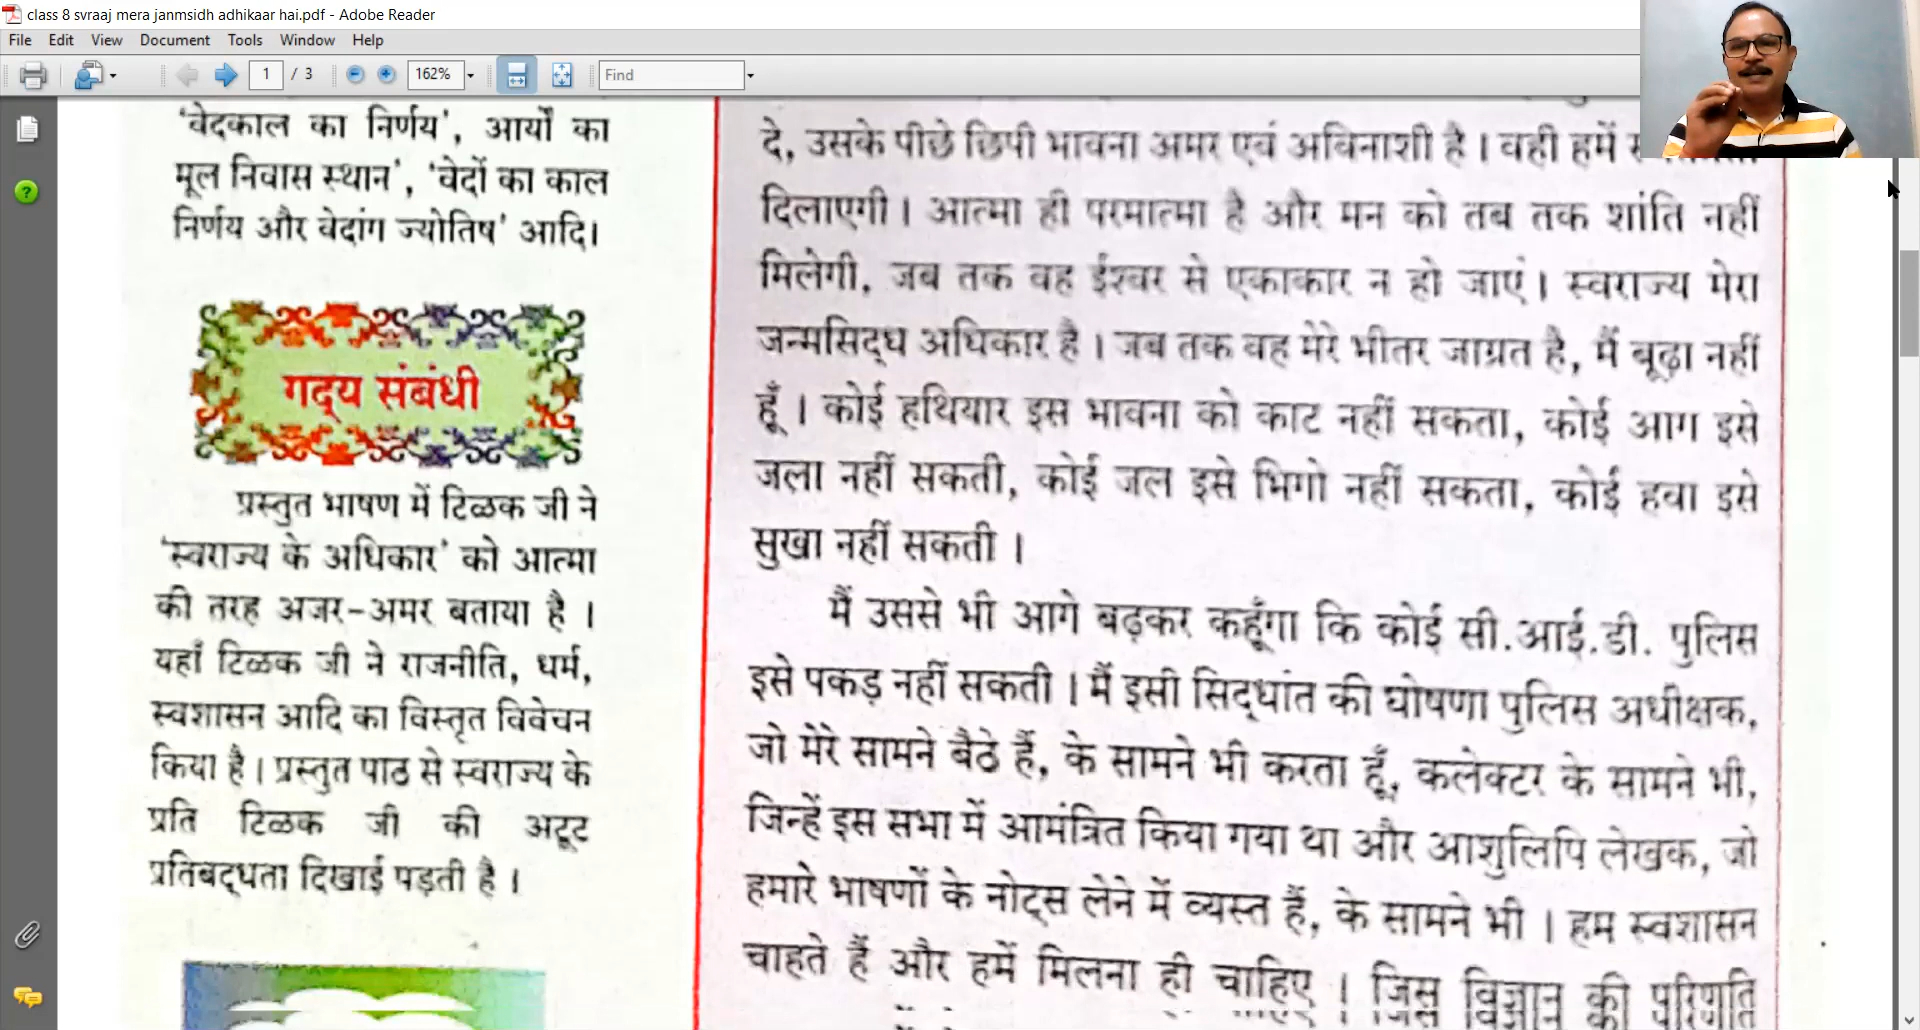 class 8 svraaj mera janmsidh adhikaar hai.pdf - Adobe Reader
File Edit View Document Tools Window Help
1 / 3 162% Find
'वेदकाल का निर्णय', आर्यों का
मूल निवास स्थान', 'वेदों का काल
निर्णय और वेदांग ज्योतिष' आदि।
गद्य संबंधी
प्रस्तुत भाषण में टिळक जी ने
'स्वराज्य के अधिकार' को आत्मा
की तरह अजर-अमर बताया है ।
यहाँ टिळक जी ने राजनीति, धर्म,
स्वशासन आदि का विस्तृत विवेचन
किया है । प्रस्तुत पाठ से स्वराज्य के
प्रति टिळक जी की अटूट
प्रतिबद्धता दिखाई पड़ती है ।
दे, उसके पीछे छिपी भावना अमर एवं अविनाशी है । वही हमें
दिलाएगी । आत्मा ही परमात्मा है और मन को तब तक शांति नहीं
मिलेगी, जब तक वह ईश्वर से एकाकार न हो जाएं । स्वराज्य मेरा
जन्मसिद्ध अधिकार है । जब तक वह मेरे भीतर जाग्रत है, मैं बूढ़ा नहीं
हूँ । कोई हथियार इस भावना को काट नहीं सकता, कोई आग इसे
जला नहीं सकती, कोई जल इसे भिगो नहीं सकता, कोई हवा इसे
सुखा नहीं सकती ।
मैं उससे भी आगे बढ़कर कहूँगा कि कोई सी.आई.डी. पुलिस
इसे पकड़ नहीं सकती । मैं इसी सिद्धांत की घोषणा पुलिस अधीक्षक,
जो मेरे सामने बैठे हैं, के सामने भी करता हूँ, कलेक्टर के सामने भी,
जिन्हें इस सभा में आमंत्रित किया गया था और आशुलिपि लेखक, जो
हमारे भाषणों के नोट्स लेने में व्यस्त हैं, के सामने भी । हम स्वशासन
चाहते हैं और हमें मिलना ही चाहिए । जिस विज्ञान की परिणति